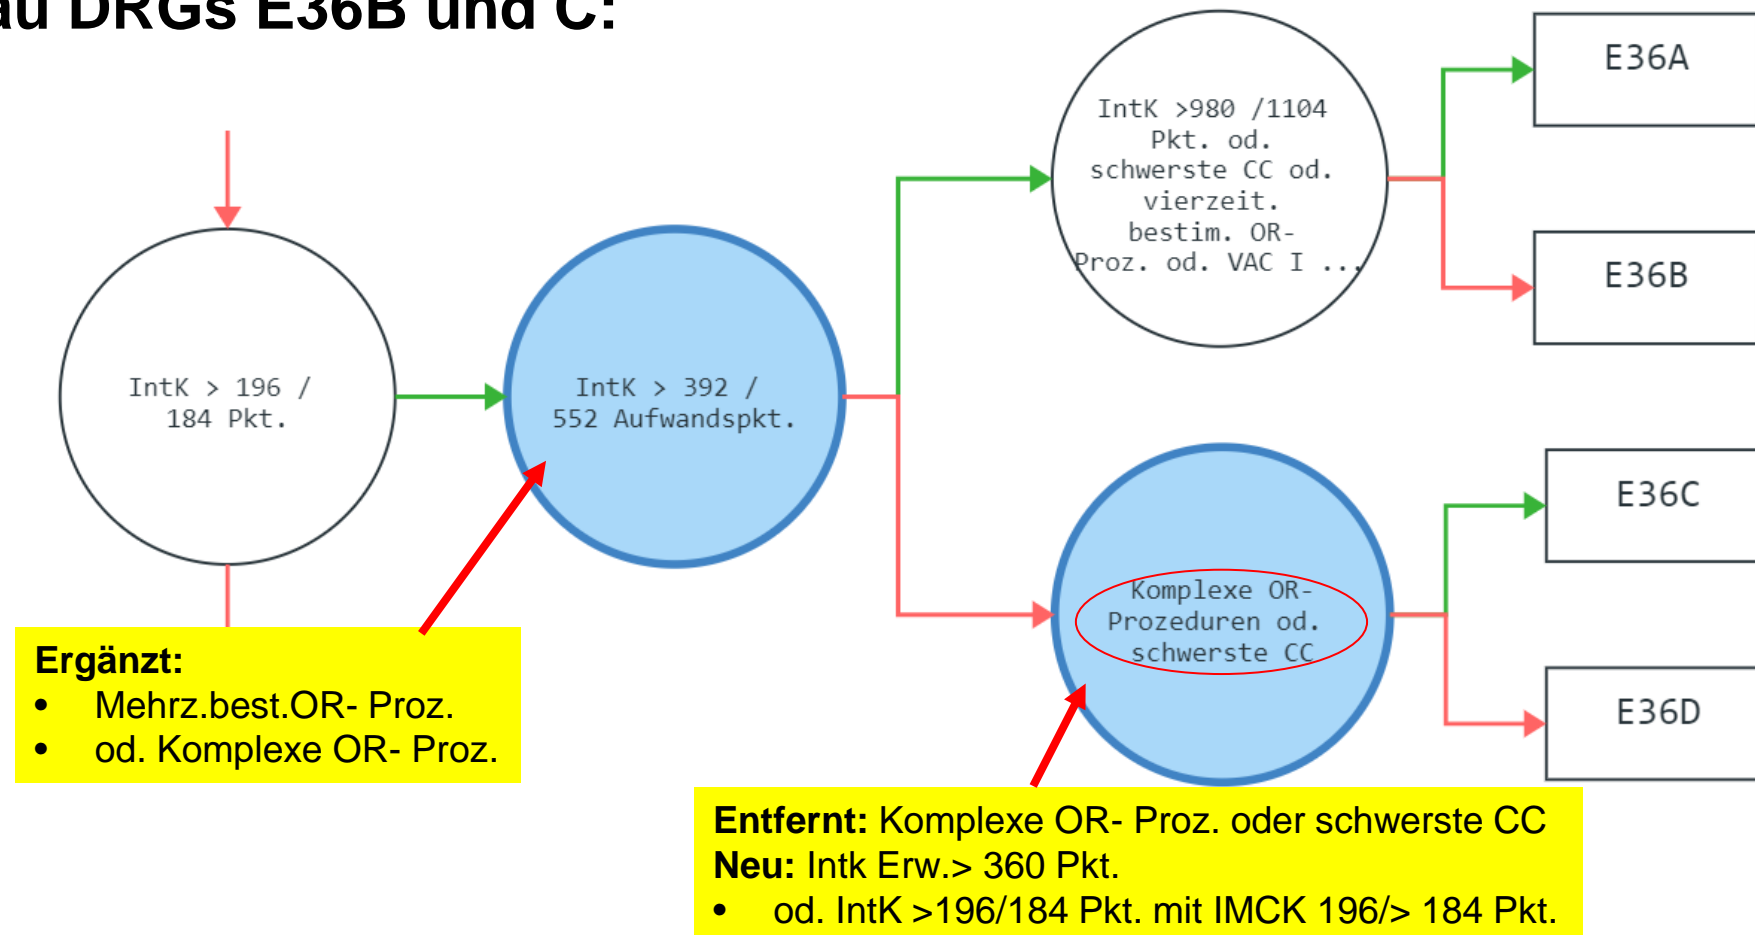 au DRGs E36B und C:
IntK > 196 /
184 Pkt.
IntK > 392 /
552 Aufwandspkt.
IntK >980 /1104
Pkt. od.
schwerste CC od.
vierzeit.
bestim. OR-
Proz. od. VAC I ...
E36A
E36B
Komplexe OR-
Prozeduren od.
schwerste CC
E36C
E36D
Ergänzt:
• Mehrz.best.OR- Proz.
• od. Komplexe OR- Proz.
Entfernt: Komplexe OR- Proz. oder schwerste CC
Neu: Intk Erw.> 360 Pkt.
• od. IntK >196/184 Pkt. mit IMCK 196/> 184 Pkt.